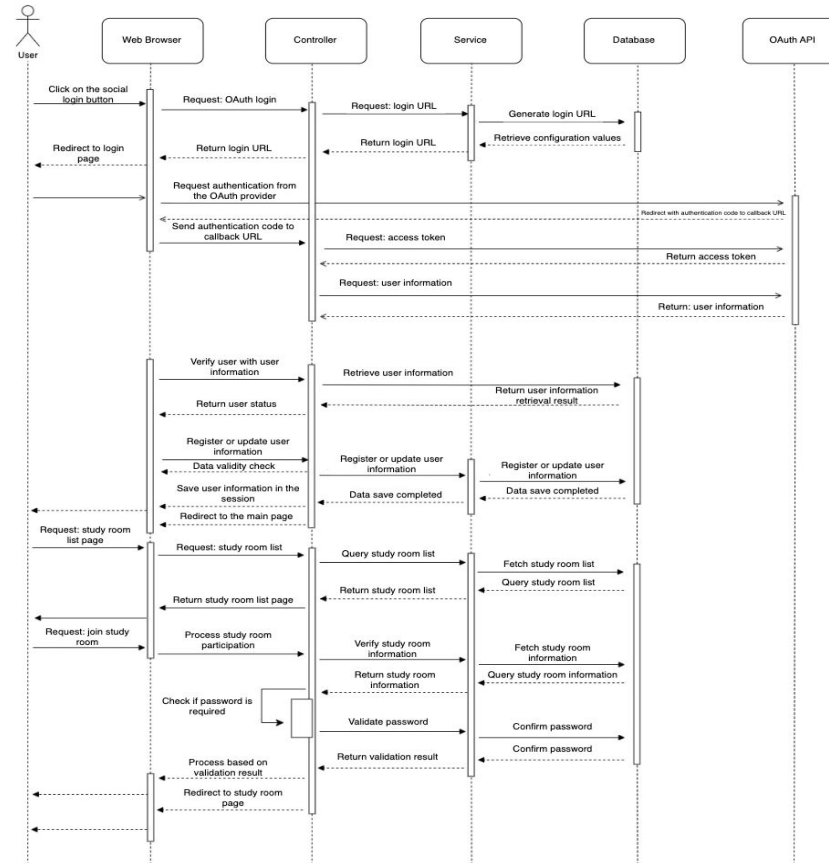 Web Browser
Controller
Service
Database
OAuth API
User
Click on the social
login button
Request: OAuth login
Request: login URL
Generate login URL
Retrieve configuration values
Return login URL
Return login URL
Redirect to login
page
Request authentication from
the OAuth provider
Redirect with authentication code to callback URL
Send authentication code to
callback URL
Request: access token
Return access token
Request: user information
Return: user information
Verify user with user
information
Retrieve user information
Return user information
retrieval result
Return user status
Register or update user
information
Data validity check
Register or update user
information
Register or update user
information
Data save completed
Data save completed
Save user information in the
session
Redirect to the main page
Request: study room
list page
Request: study room list
Query study room list
Fetch study room list
Query study room list
Return study room list
Return study room list page
Request: join study
room
Process study room
participation
Verify study room
information
Fetch study room
information
Query study room information
Return study room
information
Check if password is
required
Validate password
Confirm password
Confirm password
Return validation result
Process based on
validation result
Redirect to study room
page